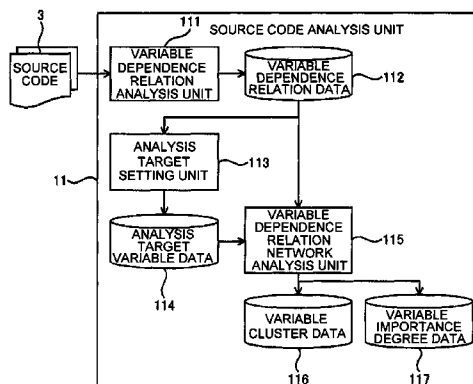 3
SOURCE
CODE
SOURCE CODE ANALYSIS UNIT
111
VARIABLE
DEPENDENCE
RELATION
ANALYSIS UNIT
VARIABLE
DEPENDENCE
RELATION DATA
112
ANALYSIS
TARGET
SETTING UNIT
113
11
ANALYSIS
TARGET
VARIABLE DATA
114
VARIABLE
DEPENDENCE
RELATION
NETWORK
ANALYSIS UNIT
115
VARIABLE
CLUSTER DATA
116
VARIABLE
IMPORTANCE
DEGREE DATA
117